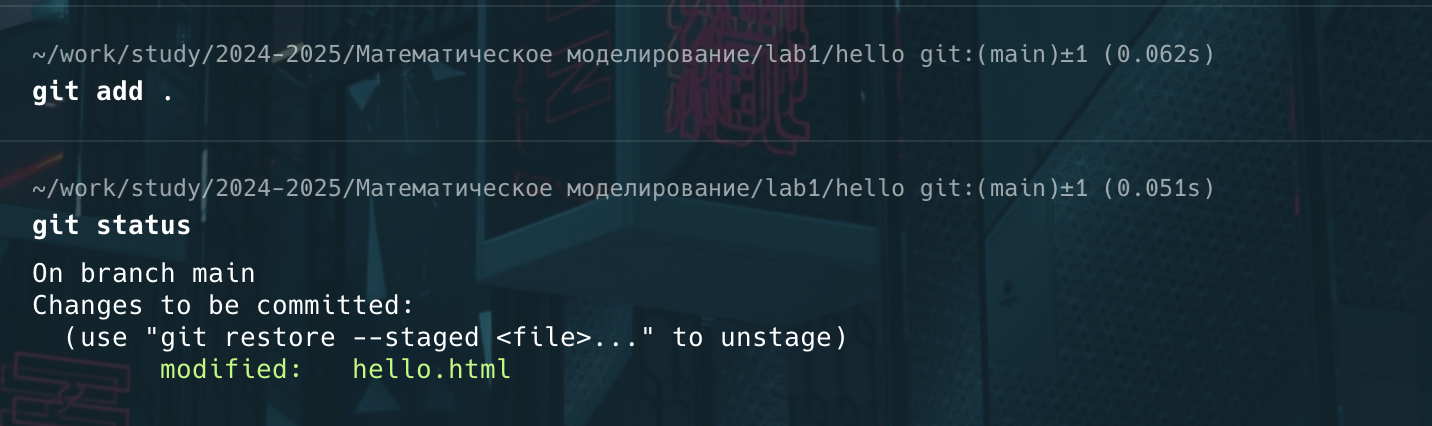 ~/work/study/2024-2025/Математическое моделирование/lab1/hello git:(main)±1 (0.062s)
git add .
~/work/study/2024-2025/Математическое моделирование/lab1/hello git:(main)±1 (0.051s)
git status
On branch main
Changes to be committed:
  (use "git restore --staged <file>..." to unstage)
        modified:   hello.html